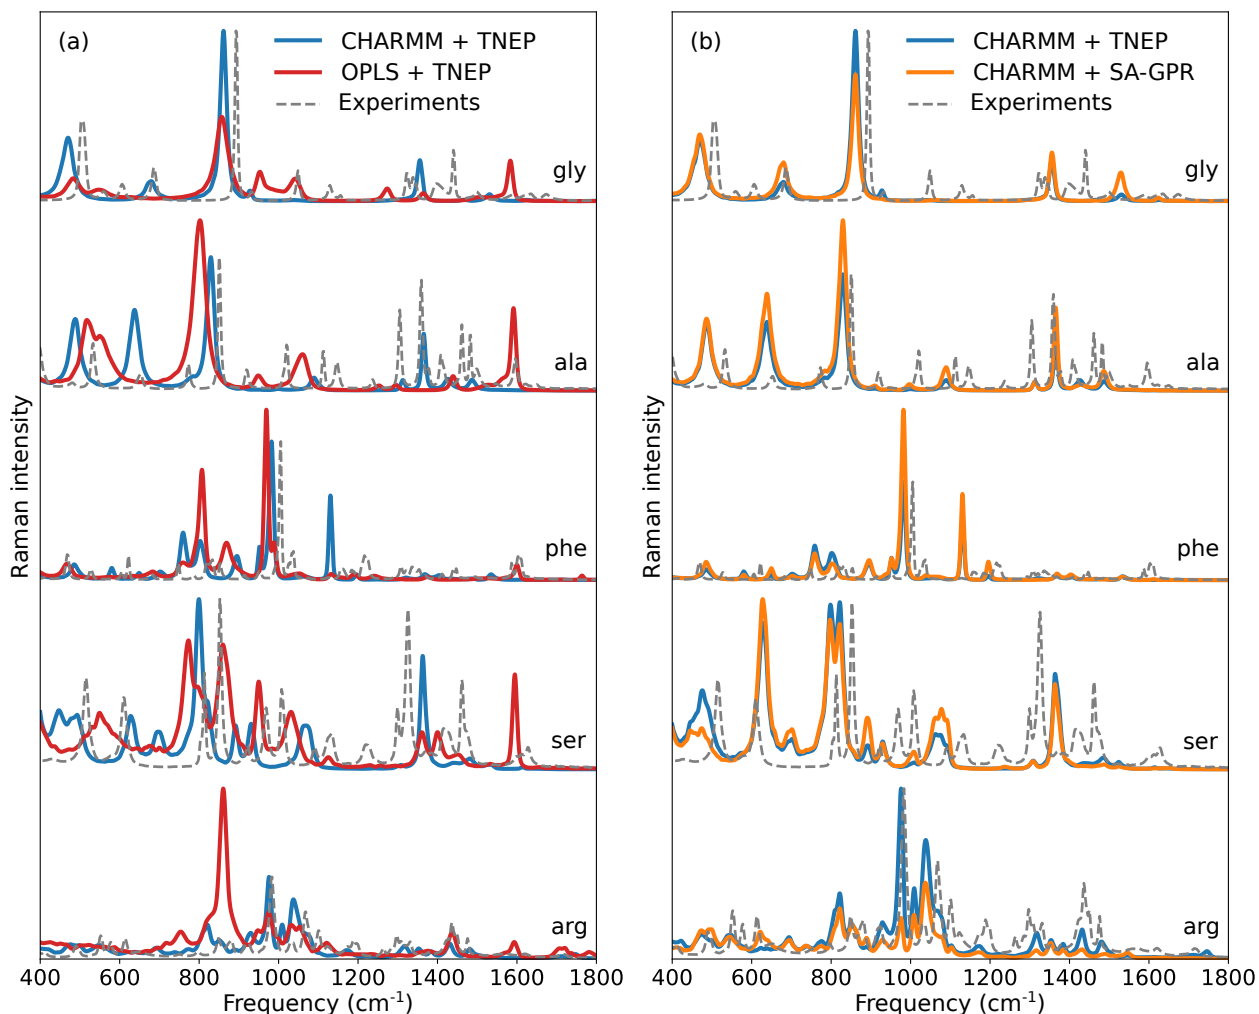 (a)
CHARMM + TNEP
OPLS + TNEP
Experiments
gly
ala
phe
ser
arg
Raman intensity
400 600 800 1000 1200 1400 1600 1800
Frequency (cm-1)
(b)
CHARMM + TNEP
CHARMM + SA-GPR
Experiments
gly
ala
phe
ser
arg
Raman intensity
400 600 800 1000 1200 1400 1600 1800
Frequency (cm-1)